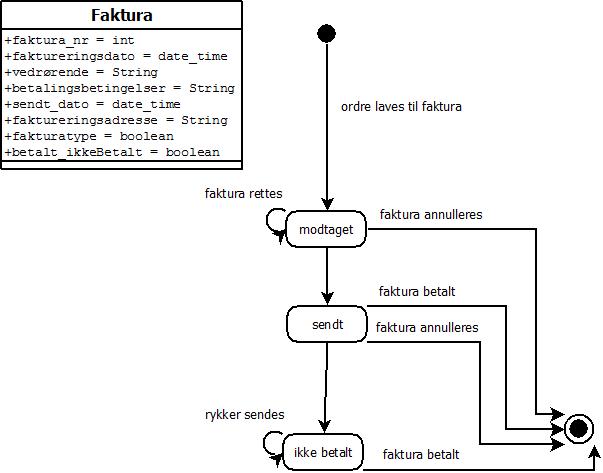 Faktura
+faktura_nr = int
+faktureringsdato = date_time
+vedrørende = String
+betalingsbetingelser = String
+sendt_dato = date_time
+faktureringsadresse = String
+fakturatype = boolean
+betalt_ikkeBetalt = boolean
ordre laves til faktura
faktura rettes
modtaget
faktura annulleres
faktura betalt
sendt
faktura annulleres
rykker sendes
ikke betalt
faktura betalt